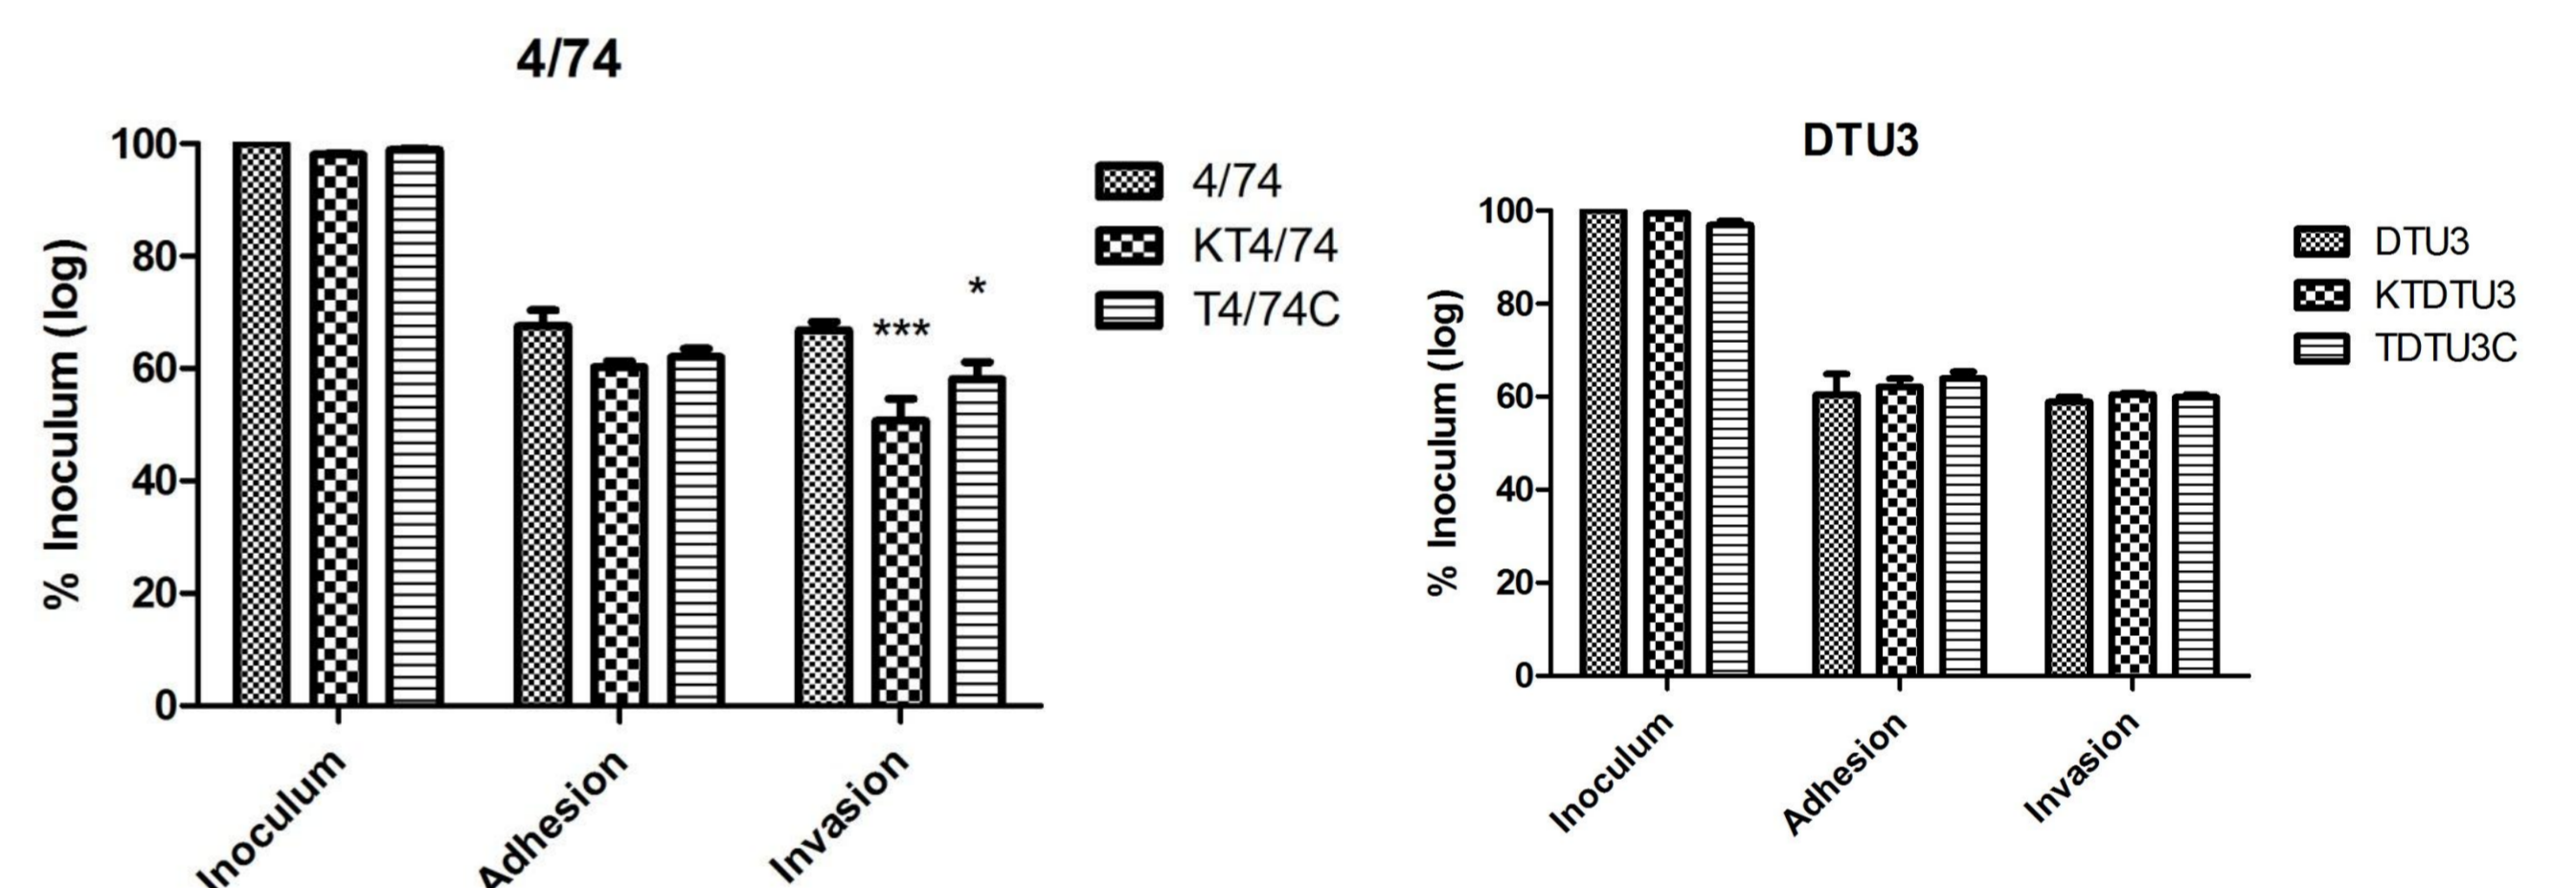 4/74
% Inoculum (log)
100
80
60
40
20
0
***
*
Inoculum
Adhesion
Invasion
4/74
KT4/74
T4/74C
DTU3
% Inoculum (log)
100
80
60
40
20
0
Inoculum
Adhesion
Invasion
DTU3
KTDTU3
TDTU3C